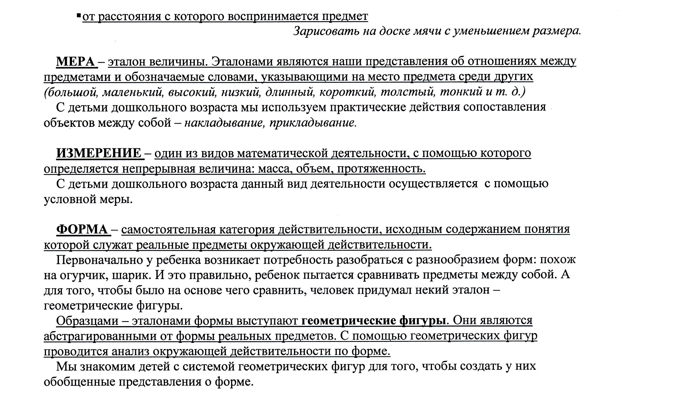 ▪от расстояния с которого воспринимается предмет
Зарисовать на доске мячи с уменьшением размера.
МЕРА – эталон величины. Эталонами являются наши представления об отношениях между
предметами и обозначаемые словами, указывающими на место предмета среди других
(большой, маленький, высокий, низкий, длинный, короткий, толстый, тонкий и т. д.)
С детьми дошкольного возраста мы используем практические действия сопоставления
объектов между собой – накладывание, прикладывание.
ИЗМЕРЕНИЕ – один из видов математической деятельности, с помощью которого
определяется непрерывная величина: масса, объем, протяженность.
С детьми дошкольного возраста данный вид деятельности осуществляется с помощью
условной меры.
ФОРМА – самостоятельная категория действительности, исходным содержанием понятия
которой служат реальные предметы окружающей действительности.
Первоначально у ребенка возникает потребность разобраться с разнообразием форм: похож
на огурчик, шарик. И это правильно, ребенок пытается сравнивать предметы между собой. А
для того, чтобы было на основе чего сравнить, человек придумал некий эталон –
геометрические фигуры.
Образцами – эталонами формы выступают геометрические фигуры. Они являются
абстрагированными от формы реальных предметов. С помощью геометрических фигур
проводится анализ окружающей действительности по форме.
Мы знакомим детей с системой геометрических фигур для того, чтобы создать у них
обобщенные представления о форме.